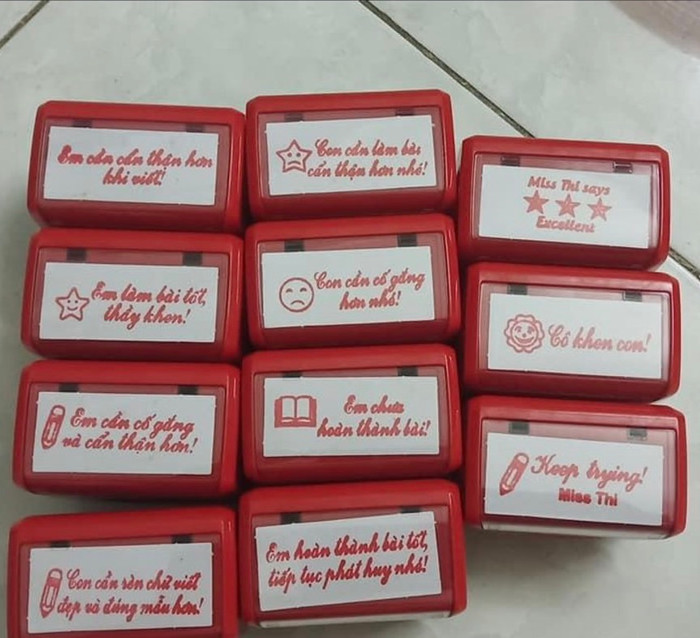 Em cần cẩn thận hơn
khi viết!
Con cần làm bài
cẩn thận hơn nhé!
Miss Thi says
Excellent
Em làm bài tốt,
thầy khen!
Con cần cố gắng
hơn nhé!
Cô khen con!
Em cần cố gắng
và cẩn thận hơn!
Em chưa
hoàn thành bài!
Keep trying!
Miss Thi
Con cần rèn chữ viết
đẹp và đúng mẫu hơn!
Em hoàn thành bài tốt,
tiếp tục phát huy nhé!